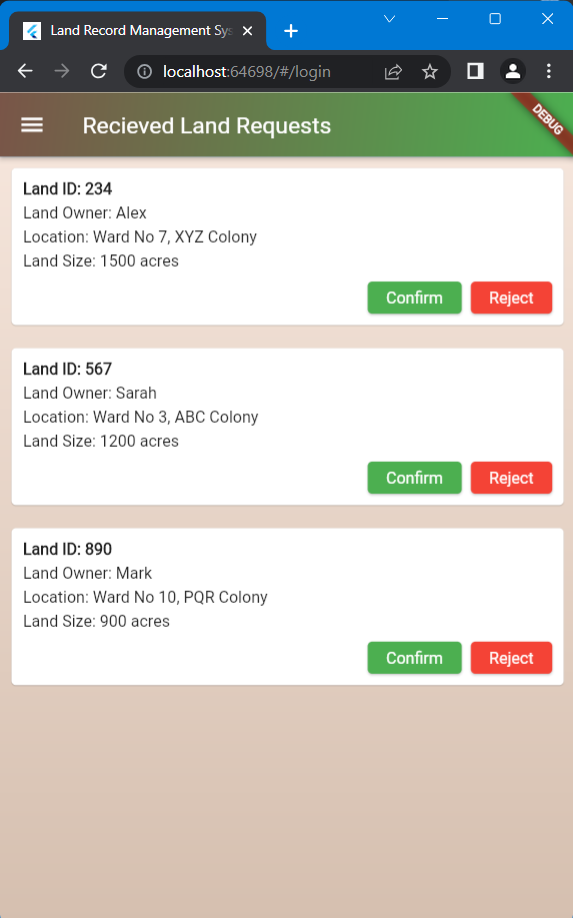 Land Record Management Sys
localhost:64698/#/login
Recieved Land Requests
DEBUG
Land ID: 234
Land Owner: Alex
Location: Ward No 7, XYZ Colony
Land Size: 1500 acres
Confirm Reject
Land ID: 567
Land Owner: Sarah
Location: Ward No 3, ABC Colony
Land Size: 1200 acres
Confirm Reject
Land ID: 890
Land Owner: Mark
Location: Ward No 10, PQR Colony
Land Size: 900 acres
Confirm Reject